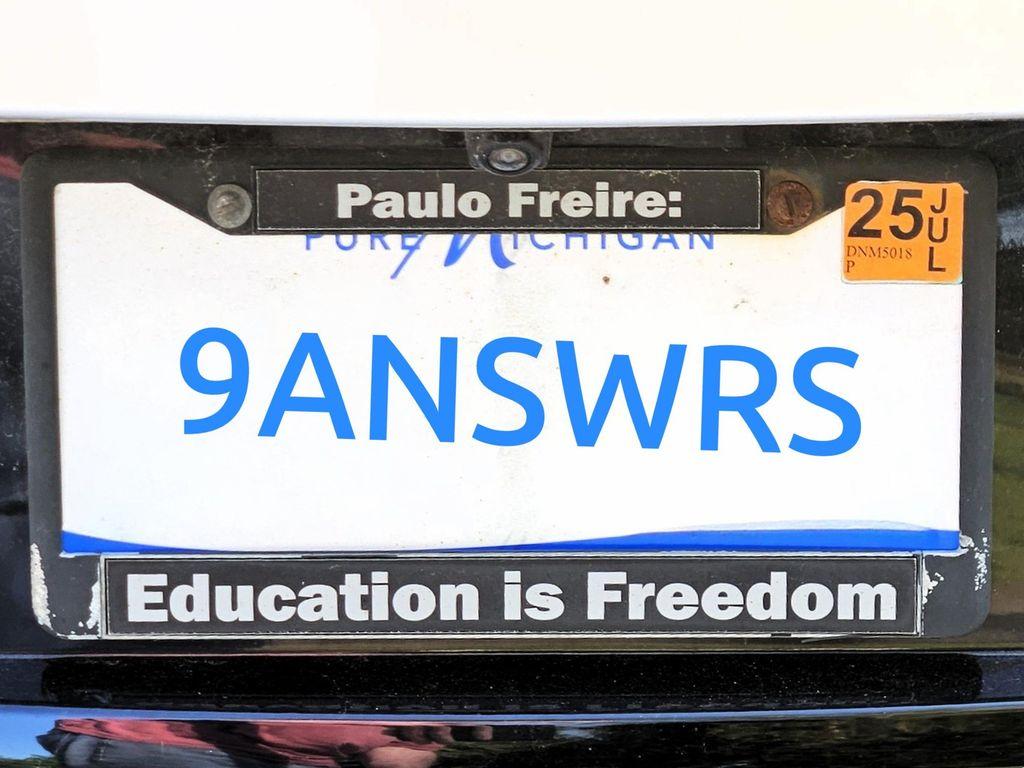 Paulo Freire:
PURE MICHIGAN
25
JUL
DNM5018
P
9ANSWRS
Education is Freedom